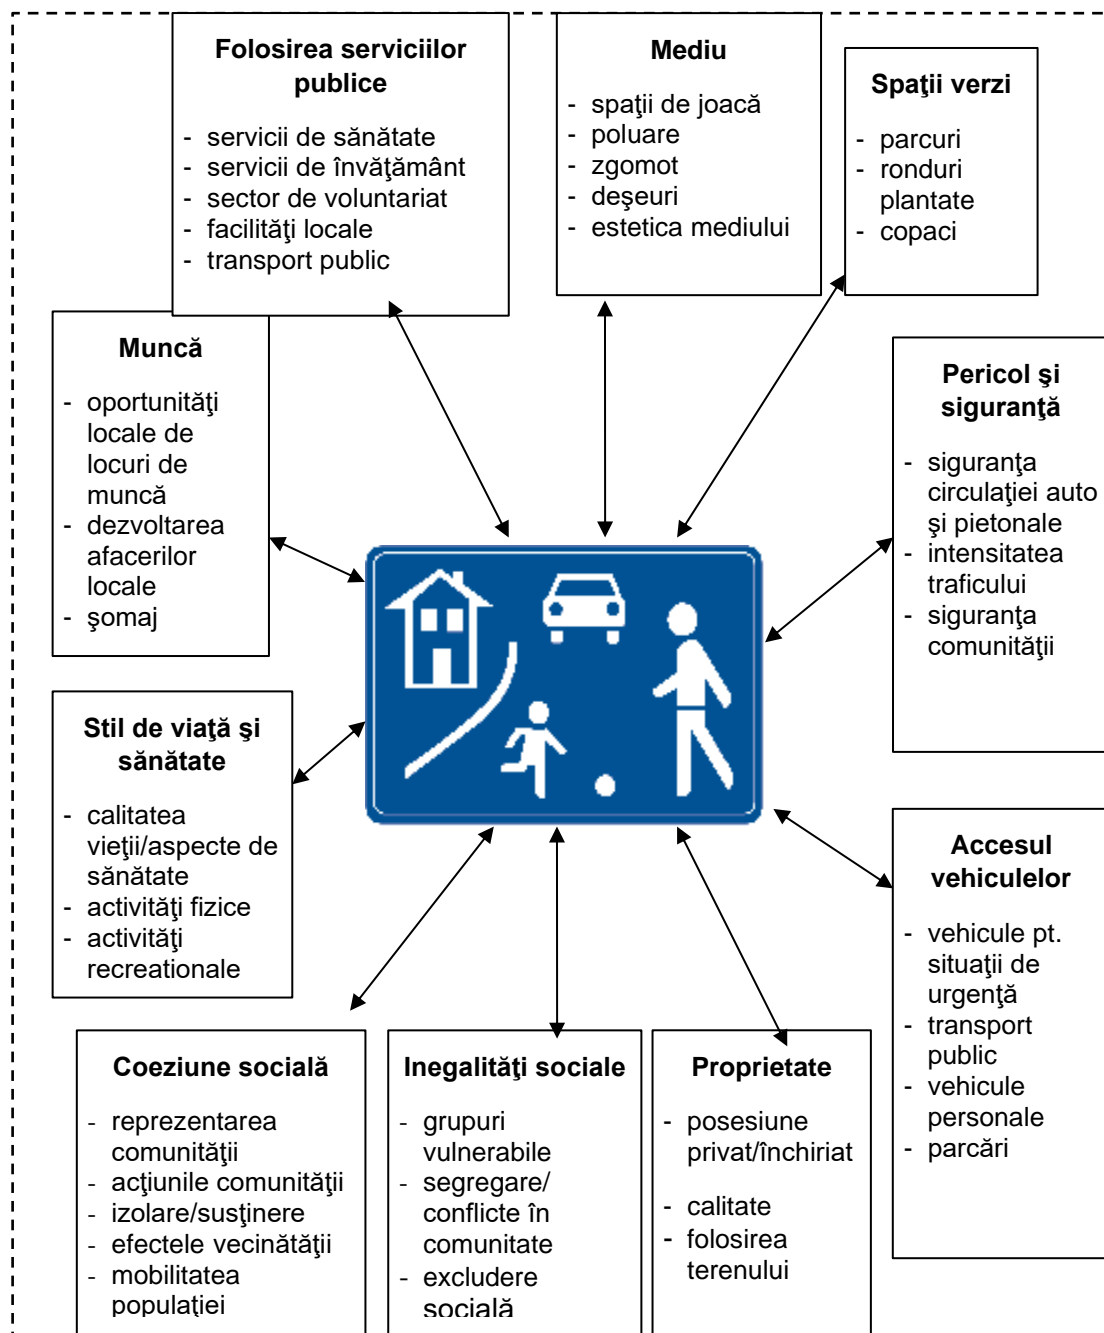 Folosirea serviciilor
publice
- servicii de sănătate
- servicii de învăţământ
- sector de voluntariat
- facilităţi locale
- transport public
Mediu
- spaţii de joacă
- poluare
- zgomot
- deşeuri
- estetica mediului
Spaţii verzi
- parcuri
- ronduri
plantate
- copaci
Muncă
- oportunităţi
locale de
locuri de
muncă
- dezvoltarea
afacerilor
locale
- şomaj
Pericol şi
siguranţă
- siguranţa
circulaţiei auto
şi pietonale
- intensitatea
traficului
- siguranţa
comunităţii
Stil de viaţă şi
sănătate
- calitatea
vieţii/aspecte de
sănătate
- activităţi fizice
- activităţi
recreationale
Accesul
vehiculelor
- vehicule pt.
situaţii de
urgenţă
- transport
public
- vehicule
personale
- parcări
Coeziune socială
- reprezentarea
comunităţii
- acţiunile comunităţii
- izolare/susţinere
- efectele vecinătăţii
- mobilitatea
populaţiei
Inegalităţi sociale
- grupuri
vulnerabile
- segregare/
conflicte în
comunitate
- excludere
socială
Proprietate
- posesiune
privat/închiriat
- calitate
- folosirea
terenului